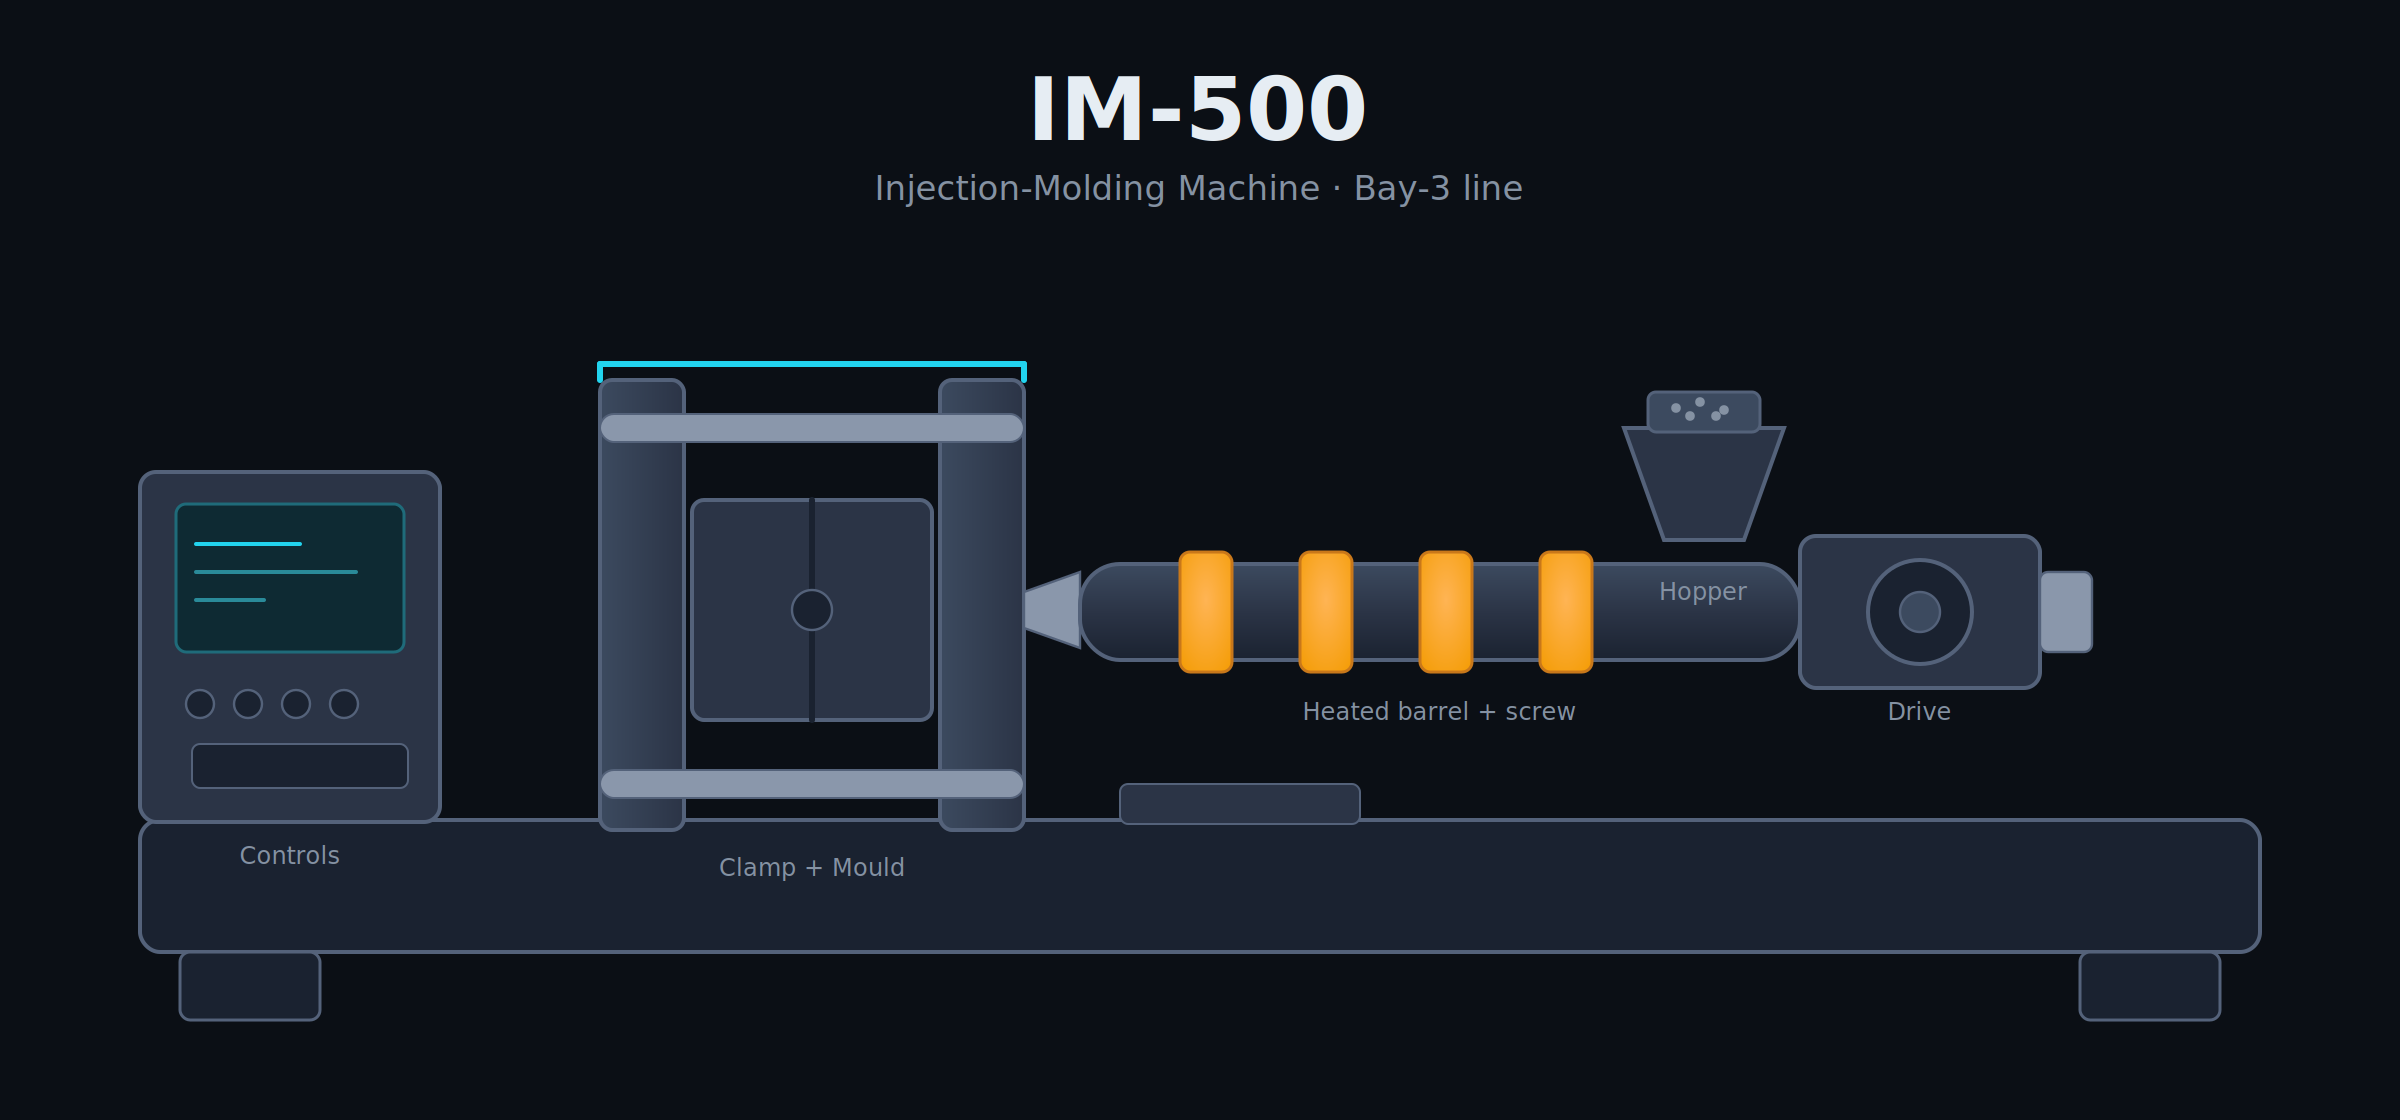 IM-500
Injection-Molding Machine · Bay-3 line
Hopper
Heated barrel + screw
Drive
Controls
Clamp + Mould